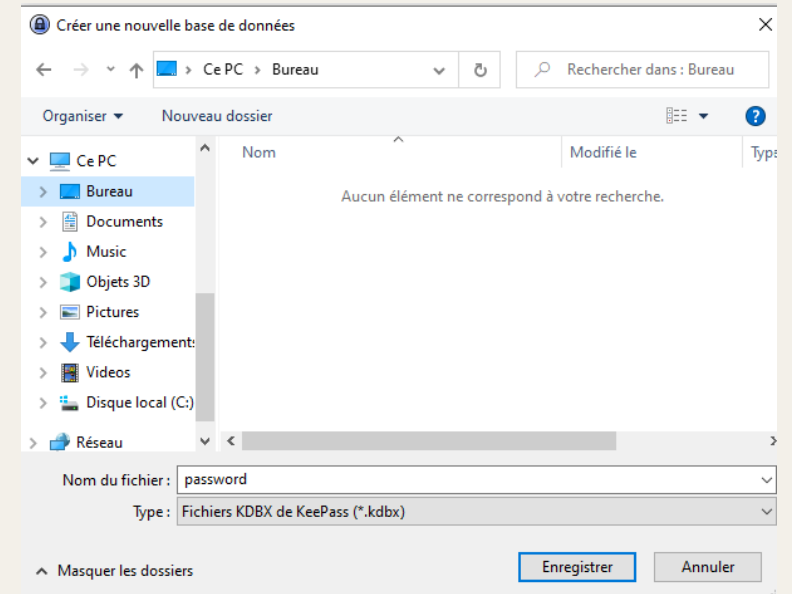 Créer une nouvelle base de données
Ce PC > Bureau
Rechercher dans : Bureau
Organiser Nouveau dossier
Nom Modifié le Type
Aucun élément ne correspond à votre recherche.
Ce PC
Bureau
Documents
Music
Objets 3D
Pictures
Téléchargements
Videos
Disque local (C:)
Réseau
Nom du fichier : password
Type : Fichiers KDBX de KeePass (*.kdbx)
Masquer les dossiers
Enregistrer Annuler